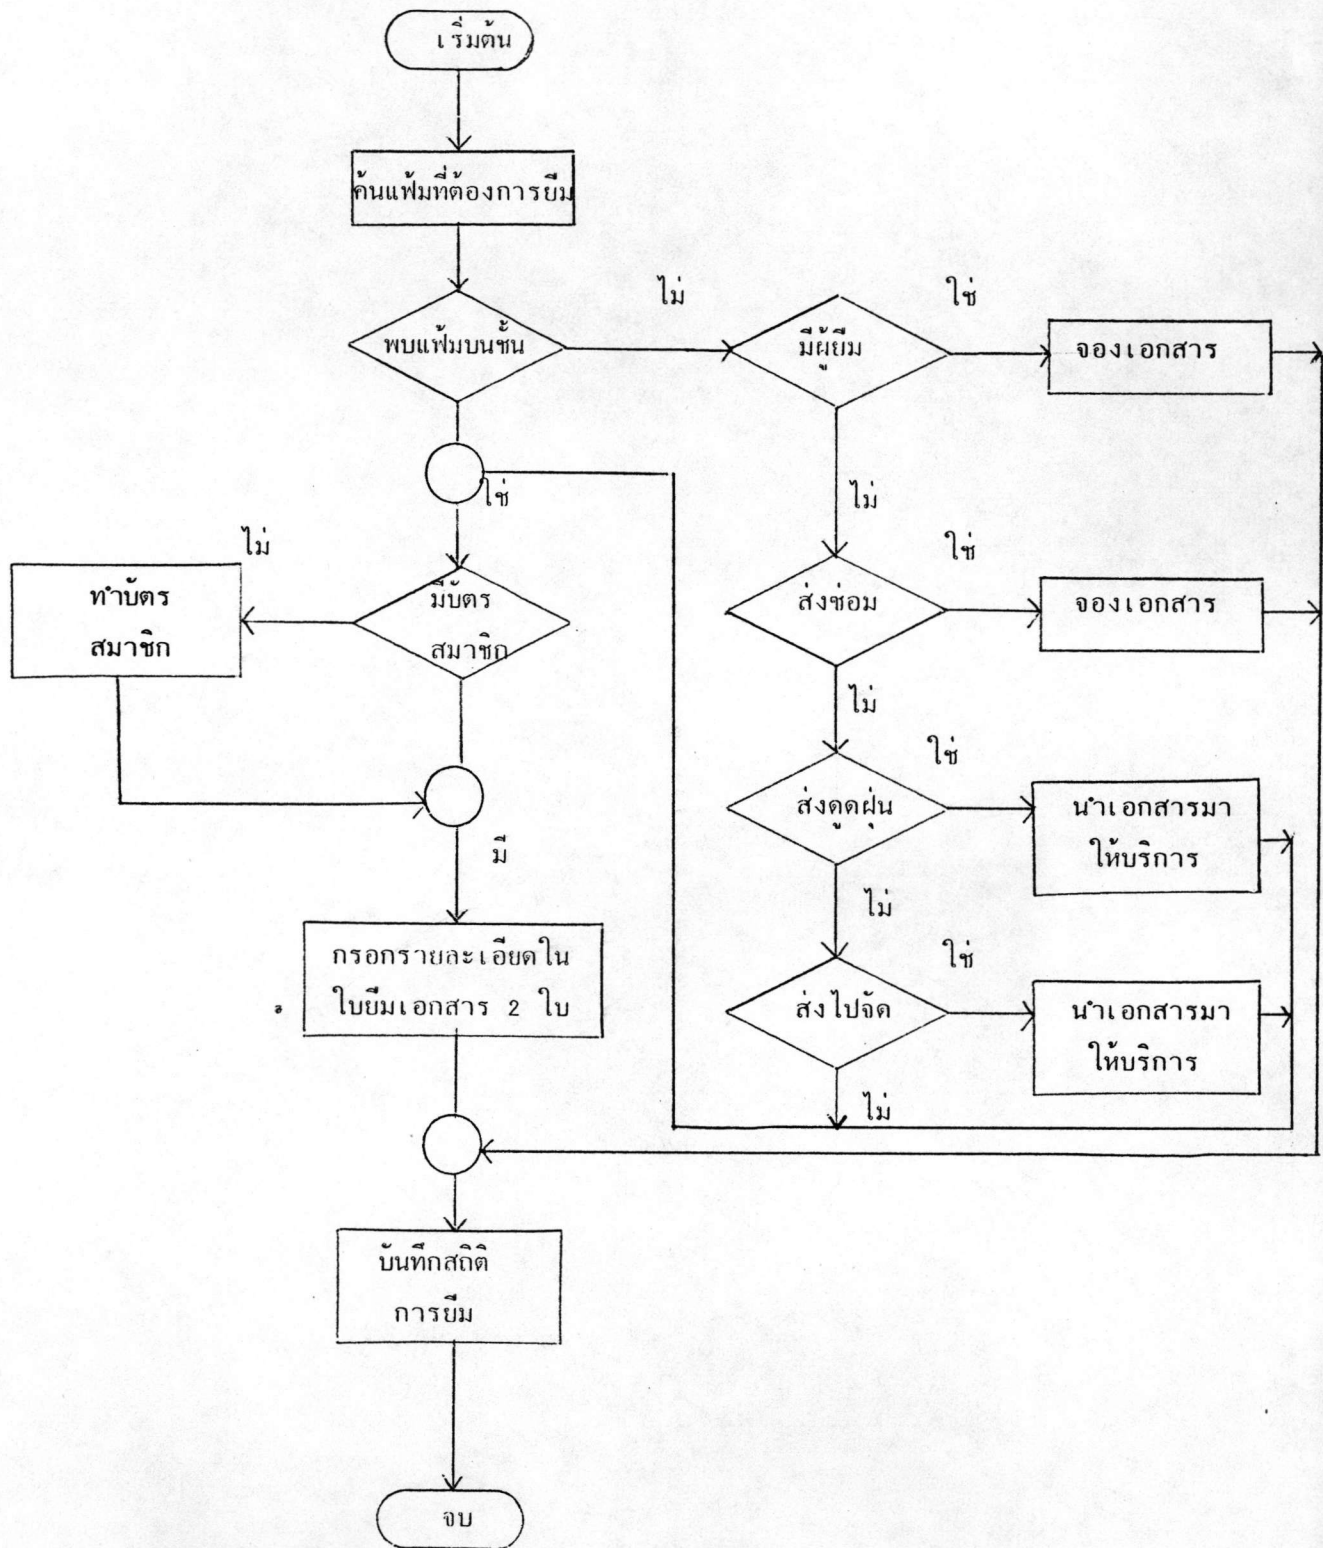 เริ่มต้น
ค้นแฟ้มที่ต้องการยืม
ไม่
ใช่
พบแฟ้มบนชั้น
มีผู้ยืม
จองเอกสาร
ใช่
ไม่
ไม่
ใช่
ทำบัตร
สมาชิก
มีบัตร
สมาชิก
ส่งซ่อม
จองเอกสาร
ไม่
ใช่
ส่งดูดฝุ่น
นำเอกสารมา
ให้บริการ
มี
ไม่
กรอกรายละเอียดใน
ใบยืมเอกสาร 2 ใบ
ใช่
ส่งไปจัด
นำเอกสารมา
ให้บริการ
ไม่
บันทึกสถิติ
การยืม
จบ